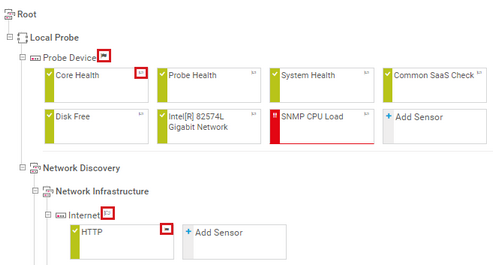 Root
Local Probe
Probe Device
Core Health
Probe Health
System Health
Common SaaS Check
Disk Free
Intel[R] 82574L
Gigabit Network
!!
SNMP CPU Load
+ Add Sensor
Network Discovery
Network Infrastructure
Internet
HTTP
+ Add Sensor